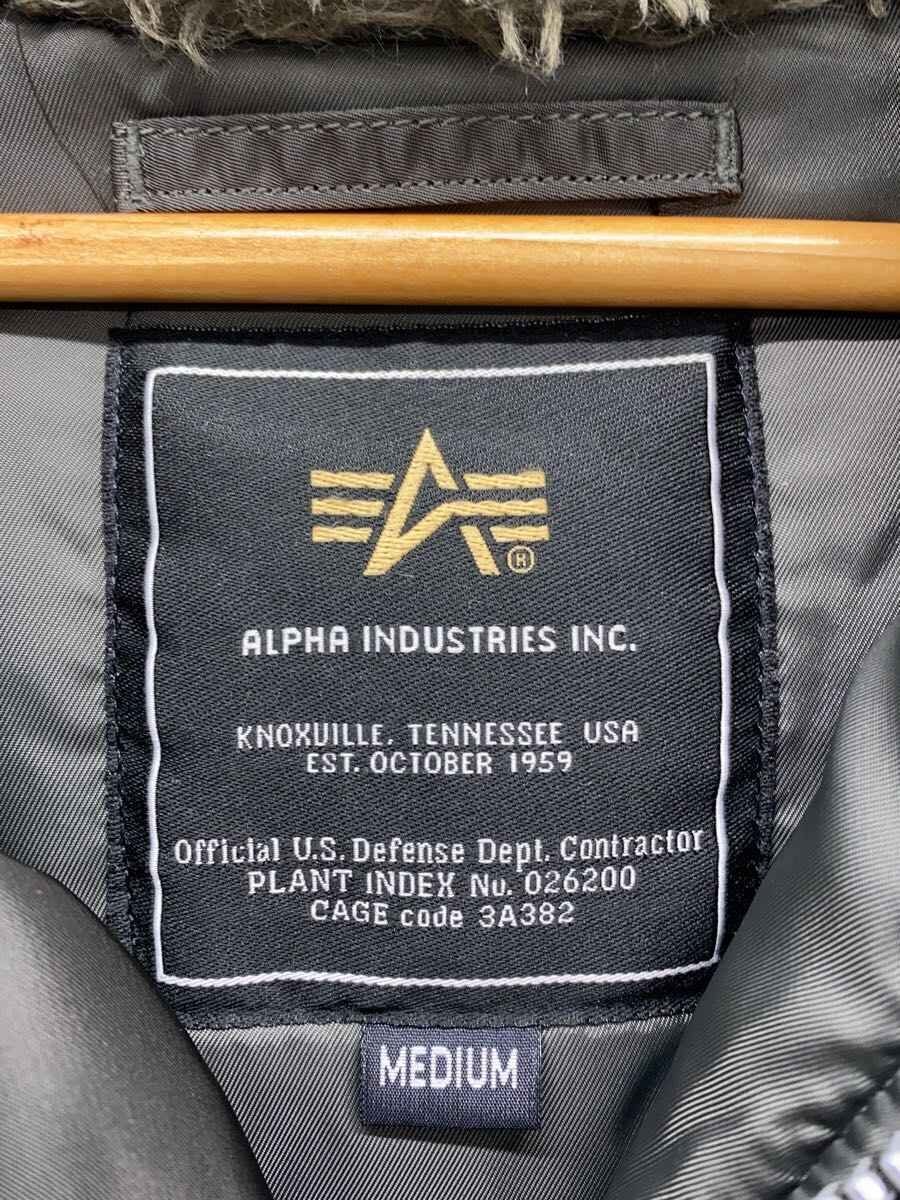 ®
ALPHA INDUSTRIES INC.
KNOXVILLE, TENNESSEE USA
EST. OCTOBER 1959
Official U.S. Defense Dept. Contractor
PLANT INDEX No. 026200
CAGE code 3A382
MEDIUM